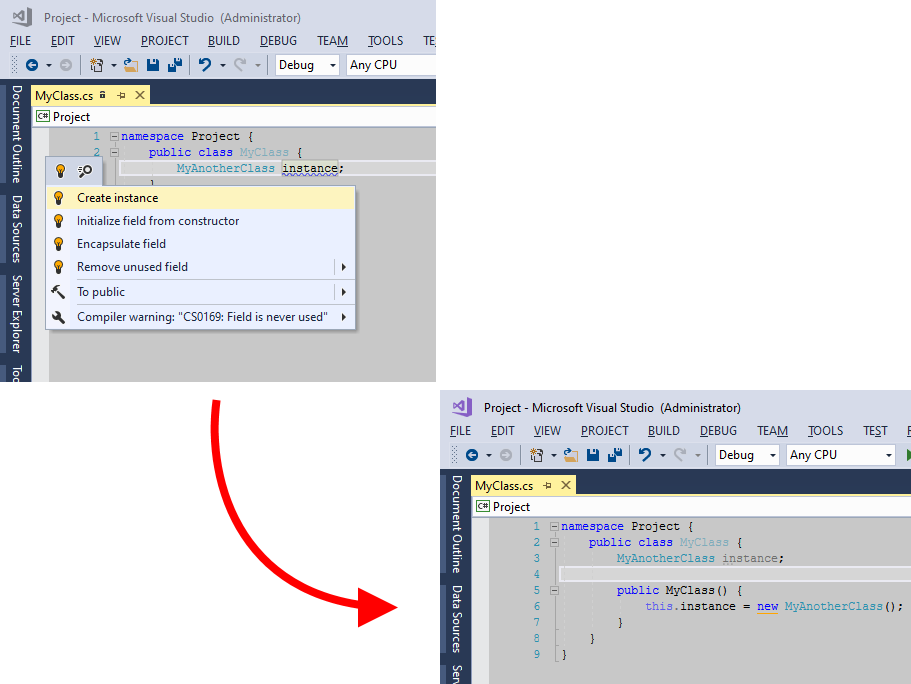 Project - Microsoft Visual Studio (Administrator)
FILE EDIT VIEW PROJECT BUILD DEBUG TEAM TOOLS TE
Debug Any CPU
Document Outline
Data Sources
Server Explorer
MyClass.cs
C# Project
1 namespace Project {
2 public class MyClass {
MyAnotherClass instance;
}
Create instance
Initialize field from constructor
Encapsulate field
Remove unused field
To public
Compiler warning: "CS0169: Field is never used"
Project - Microsoft Visual Studio (Administrator)
FILE EDIT VIEW PROJECT BUILD DEBUG TEAM TOOLS TEST
Debug Any CPU
Document Outline
Data Sources
MyClass.cs
C# Project
1 namespace Project {
2 public class MyClass {
3 MyAnotherClass instance;
4
5 public MyClass() {
6 this.instance = new MyAnotherClass();
7 }
8 }
9 }